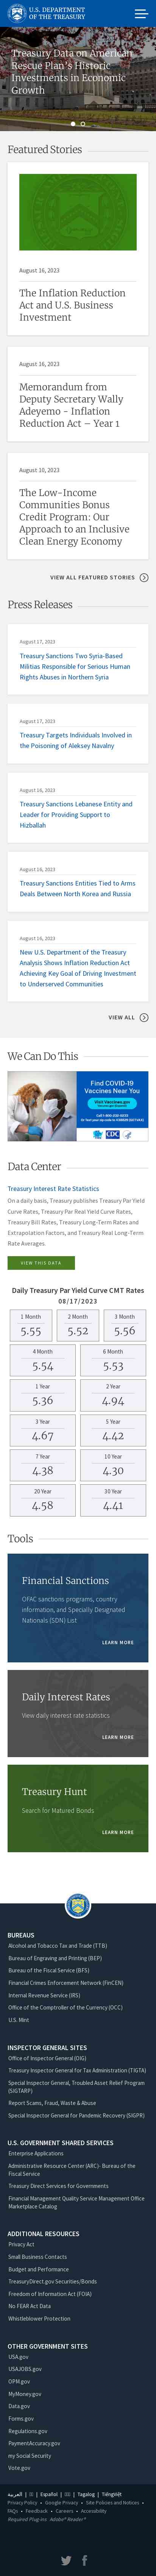 U.S. DEPARTMENT
OF THE TREASURY
Treasury Data on American
Rescue Plan's Historic
Investments in Economic
Growth
Featured Stories
August 16, 2023
The Inflation Reduction
Act and U.S. Business
Investment
August 16, 2023
Memorandum from
Deputy Secretary Wally
Adeyemo - Inflation
Reduction Act – Year 1
August 10, 2023
The Low-Income
Communities Bonus
Credit Program: Our
Approach to an Inclusive
Clean Energy Economy
VIEW ALL FEATURED STORIES
Press Releases
August 17, 2023
Treasury Sanctions Two Syria-Based
Militias Responsible for Serious Human
Rights Abuses in Northern Syria
August 17, 2023
Treasury Targets Individuals Involved in
the Poisoning of Aleksey Navalny
August 16, 2023
Treasury Sanctions Lebanese Entity and
Leader for Providing Support to
Hizballah
August 16, 2023
Treasury Sanctions Entities Tied to Arms
Deals Between North Korea and Russia
August 16, 2023
New U.S. Department of the Treasury
Analysis Shows Inflation Reduction Act
Achieving Key Goal of Driving Investment
to Underserved Communities
VIEW ALL
We Can Do This
Find COVID-19
Vaccines Near You
Visit Vaccines.gov
Or Call 1-800-232-0233
CDC
Data Center
Treasury Interest Rate Statistics
On a daily basis, Treasury publishes Treasury Par Yield
Curve Rates, Treasury Par Real Yield Curve Rates,
Treasury Bill Rates, Treasury Long-Term Rates and
Extrapolation Factors, and Treasury Real Long-Term
Rate Averages.
VIEW THIS DATA
Daily Treasury Par Yield Curve CMT Rates
08/17/2023
1 Month
5.55
2 Month
5.52
3 Month
5.56
4 Month
5.54
6 Month
5.53
1 Year
5.36
2 Year
4.94
3 Year
4.67
5 Year
4.42
7 Year
4.38
10 Year
4.30
20 Year
4.58
30 Year
4.41
Tools
Financial Sanctions
OFAC sanctions programs, country
information, and Specially Designated
Nationals (SDN) List
LEARN MORE
Daily Interest Rates
View daily interest rate statistics
LEARN MORE
Treasury Hunt
Search for Matured Bonds
LEARN MORE
BUREAUS
Alcohol and Tobacco Tax and Trade (TTB)
Bureau of Engraving and Printing (BEP)
Bureau of the Fiscal Service (BFS)
Financial Crimes Enforcement Network (FinCEN)
Internal Revenue Service (IRS)
Office of the Comptroller of the Currency (OCC)
U.S. Mint
INSPECTOR GENERAL SITES
Office of Inspector General (OIG)
Treasury Inspector General for Tax Administration (TIGTA)
Special Inspector General, Troubled Asset Relief Program
(SIGTARP)
Report Scams, Fraud, Waste & Abuse
Special Inspector General for Pandemic Recovery (SIGPR)
U.S. GOVERNMENT SHARED SERVICES
Enterprise Applications
Administrative Resource Center (ARC)- Bureau of the
Fiscal Service
Treasury Direct Services For Governments
Financial Management Quality Service Management Office
Marketplace Catalog
ADDITIONAL RESOURCES
Privacy Act
Small Business Contacts
Budget and Performance
TreasuryDirect.gov Securities/Bonds
Freedom of Information Act (FOIA)
No FEAR Act Data
Whistleblower Protection
OTHER GOVERNMENT SITES
USA.gov
USAJOBS.gov
OPM.gov
MyMoney.gov
Data.gov
Forms.gov
Regulations.gov
PaymentAccuracy.gov
my Social Security
Vote.gov
العربية | | Español | | Tagalog | TiếngViệt
Privacy Policy • Google Privacy • Site Policies and Notices •
FAQs • Feedback • Careers • Accessibility
Required Plug-ins Adobe® Reader®